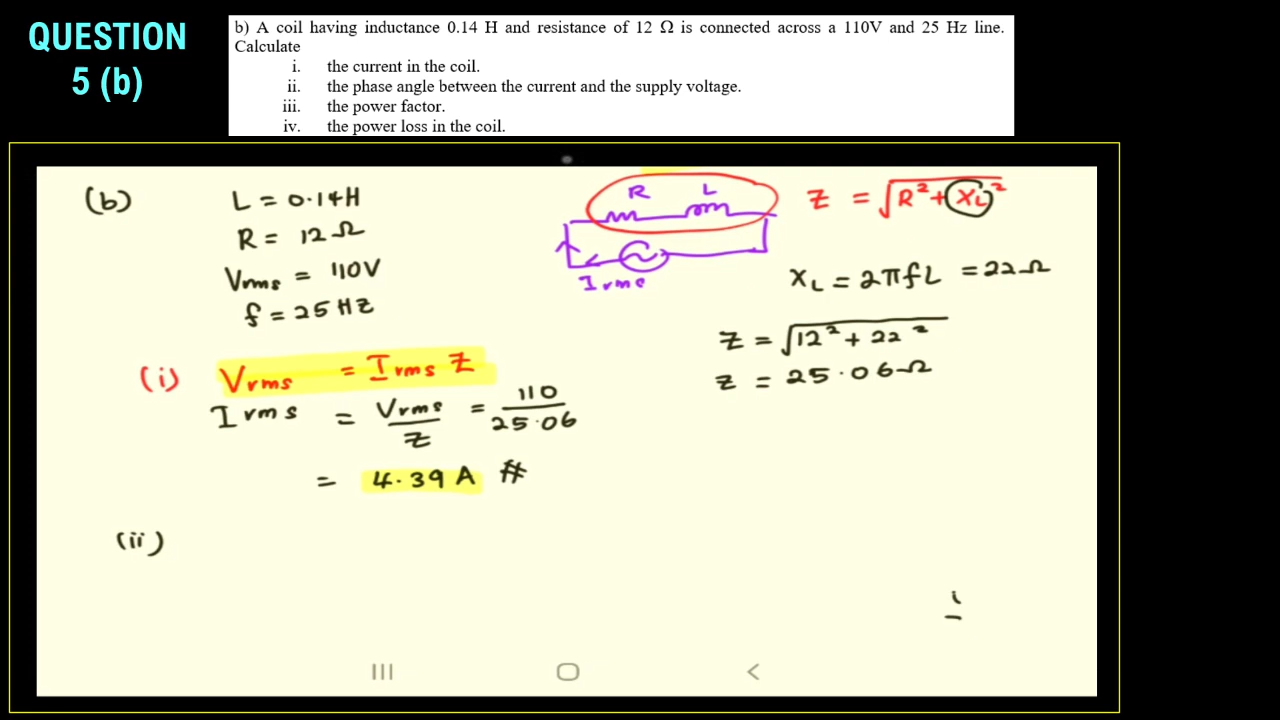 QUESTION
5 (b)
b) A coil having inductance 0.14 H and resistance of 12 Ω is connected across a 110V and 25 Hz line.
Calculate
i. the current in the coil.
ii. the phase angle between the current and the supply voltage.
iii. the power factor.
iv. the power loss in the coil.
(b)
L = 0.14H
R = 12Ω
Vrms = 110V
f = 25HZ
R L
Irms
Z = √R²+XL²
XL = 2πfL = 22Ω
Z = √12²+22²
Z = 25.06Ω
(i) Vrms = Irms Z
Irms = Vrms/Z = 110/25.06
= 4.39A #
(ii)